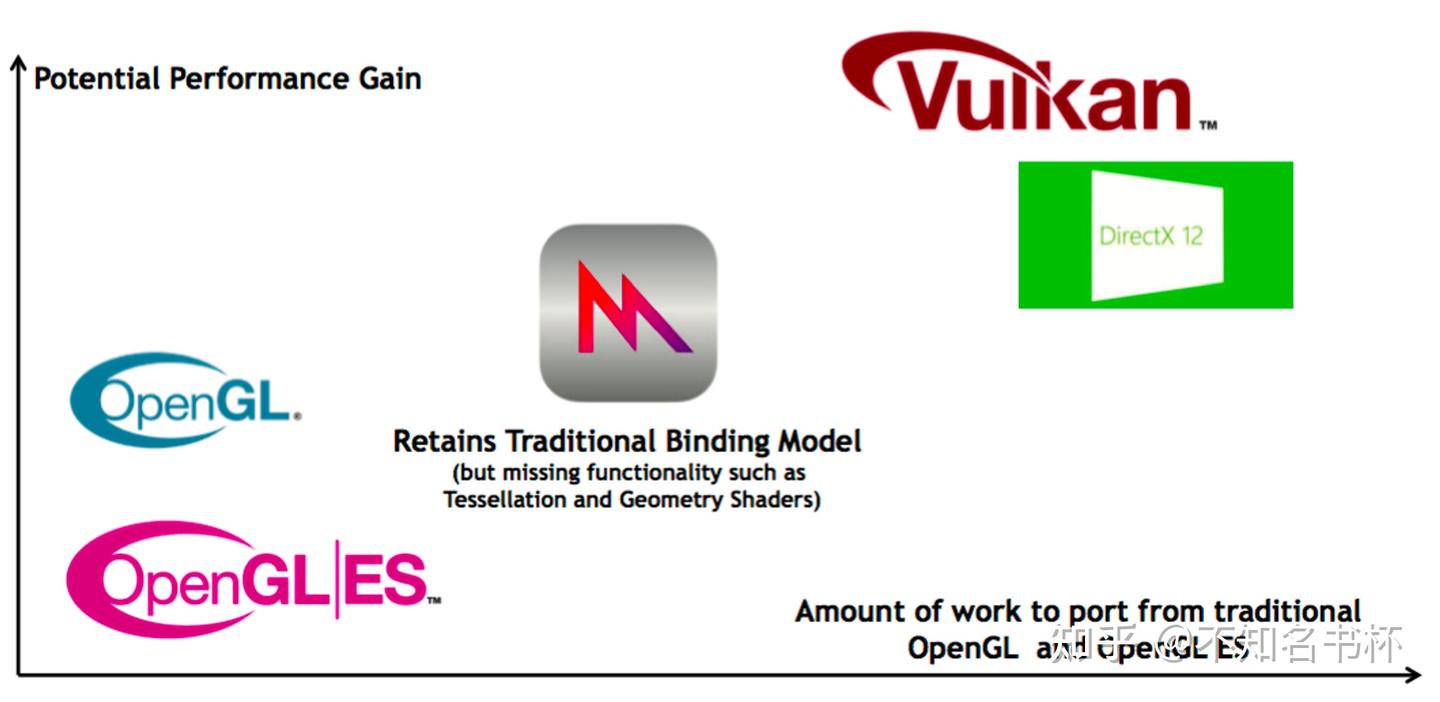 Potential Performance Gain
Vulkan™
DirectX 12
OpenGL®
Retains Traditional Binding Model
(but missing functionality such as
Tessellation and Geometry Shaders)
OpenGL|ES™
Amount of work to port from traditional
OpenGL and OpenGL ES
知乎 @不知名书杯